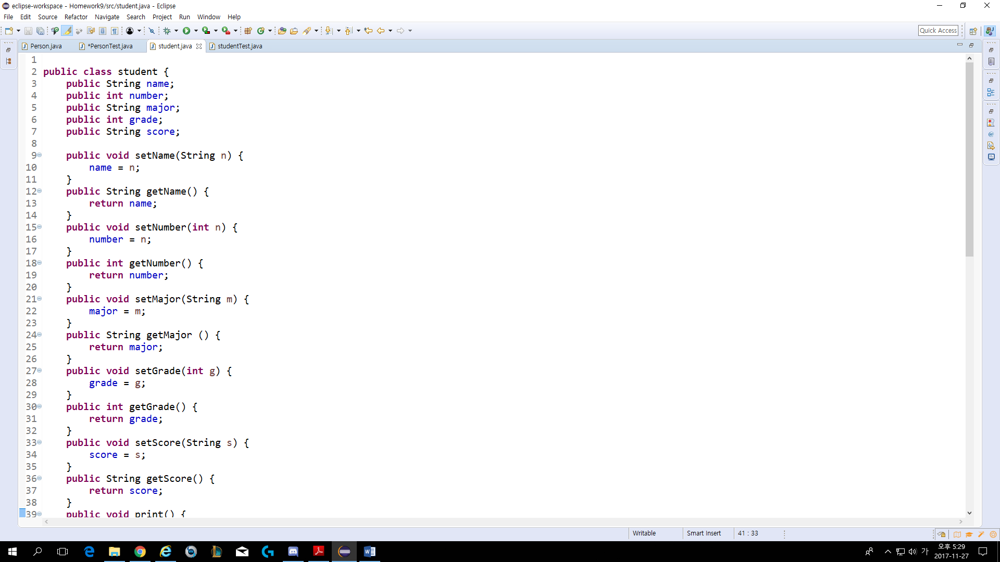 eclipse-workspace - Homework9/src/student.java - Eclipse
File Edit Source Refactor Navigate Search Project Run Window Help
Quick Access
Person.java *PersonTest.java student.java studentTest.java
1
2 public class student {
3 public String name;
4 public int number;
5 public String major;
6 public int grade;
7 public String score;
8
9 public void setName(String n) {
10 name = n;
11 }
12 public String getName() {
13 return name;
14 }
15 public void setNumber(int n) {
16 number = n;
17 }
18 public int getNumber() {
19 return number;
20 }
21 public void setMajor(String m) {
22 major = m;
23 }
24 public String getMajor () {
25 return major;
26 }
27 public void setGrade(int g) {
28 grade = g;
29 }
30 public int getGrade() {
31 return grade;
32 }
33 public void setScore(String s) {
34 score = s;
35 }
36 public String getScore() {
37 return score;
38 }
39 public void print() {
Writable Smart Insert 41 : 33
가 오후 5:29
2017-11-27